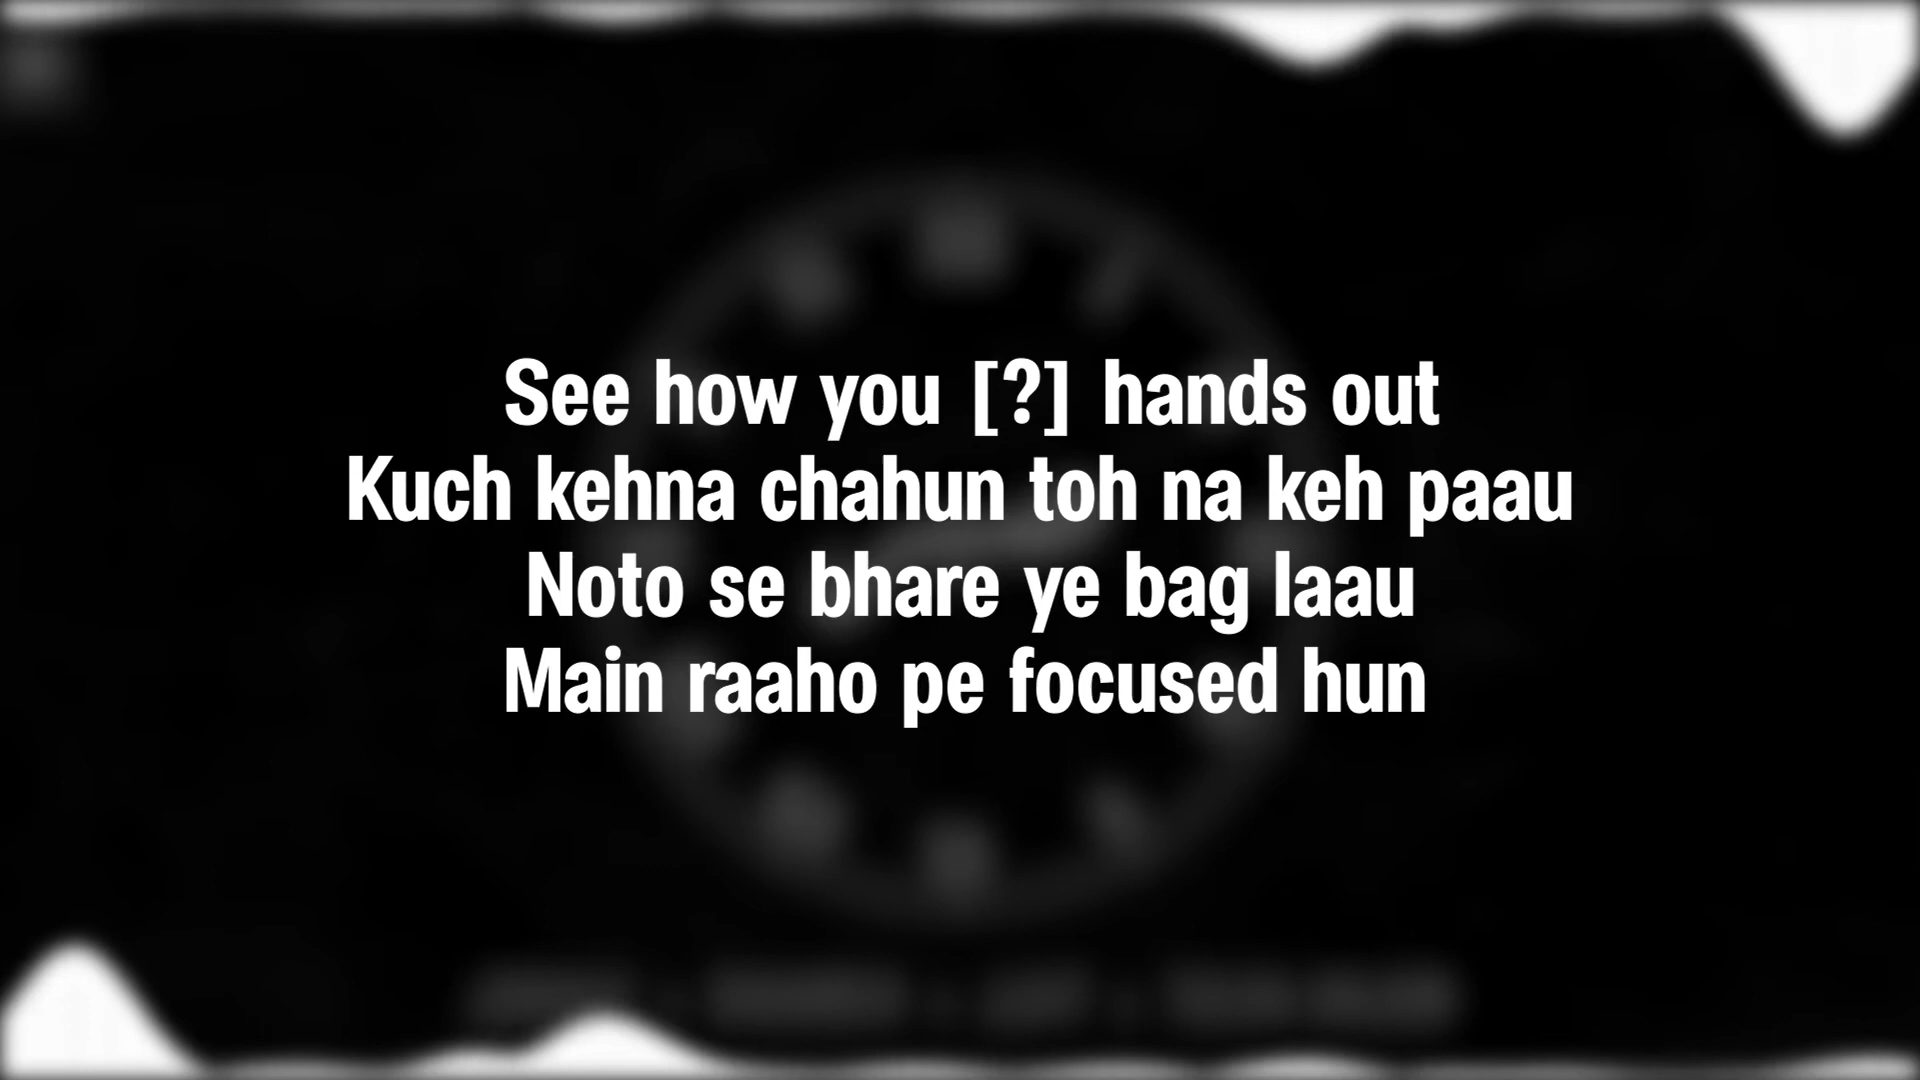 See how you [?] hands out
Kuch kehna chahun toh na keh paau
Noto se bhare ye bag laau
Main raaho pe focused hun